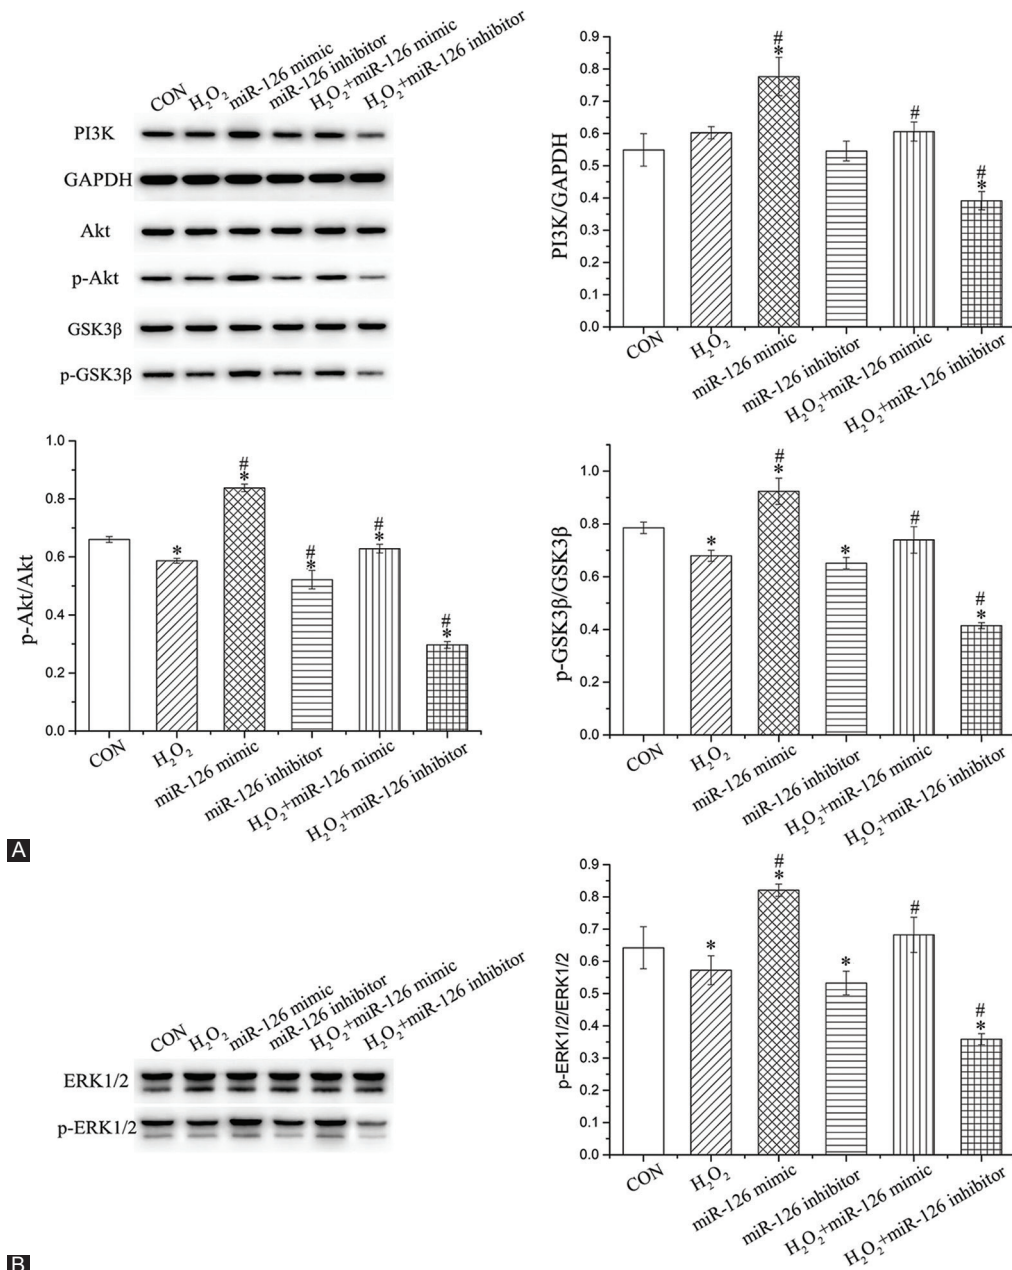 CON
H₂O₂
miR-126 mimic
miR-126 inhibitor
H₂O₂+miR-126 mimic
H₂O₂+miR-126 inhibitor
PI3K
GAPDH
Akt
p-Akt
GSK3β
p-GSK3β
PI3K/GAPDH
0.9
0.8
0.7
0.6
0.5
0.4
0.3
0.2
0.1
0.0
#
*
#
#
*
CON
H₂O₂
miR-126 mimic
miR-126 inhibitor
H₂O₂+miR-126 mimic
H₂O₂+miR-126 inhibitor
p-Akt/Akt
1.0
0.8
0.6
0.4
0.2
0.0
*
#
*
#
*
#
*
#
*
CON
H₂O₂
miR-126 mimic
miR-126 inhibitor
H₂O₂+miR-126 mimic
H₂O₂+miR-126 inhibitor
p-GSK3β/GSK3β
1.0
0.8
0.6
0.4
0.2
0.0
*
#
*
*
#
#
*
CON
H₂O₂
miR-126 mimic
miR-126 inhibitor
H₂O₂+miR-126 mimic
H₂O₂+miR-126 inhibitor
A
CON
H₂O₂
miR-126 mimic
miR-126 inhibitor
H₂O₂+miR-126 mimic
H₂O₂+miR-126 inhibitor
ERK1/2
p-ERK1/2
p-ERK1/2/ERK1/2
0.9
0.8
0.7
0.6
0.5
0.4
0.3
0.2
0.1
0.0
*
#
*
*
#
#
*
CON
H₂O₂
miR-126 mimic
miR-126 inhibitor
H₂O₂+miR-126 mimic
H₂O₂+miR-126 inhibitor
B